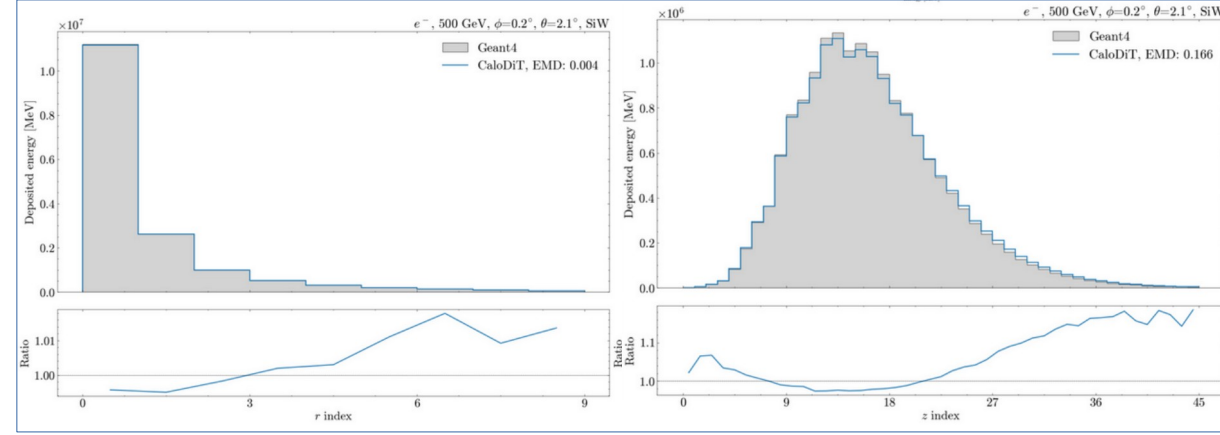 ×10⁷
e⁻, 500 GeV, ϕ=0.2°, θ=2.1°, SiW
Geant4
CaloDiT, EMD: 0.004
Deposited energy [MeV]
1.0
0.8
0.6
0.4
0.2
0.0
Ratio
1.01
1.00
0
3
6
9
r index
×10⁶
e⁻, 500 GeV, ϕ=0.2°, θ=2.1°, SiW
Geant4
CaloDiT, EMD: 0.166
Deposited energy [MeV]
1.0
0.8
0.6
0.4
0.2
0.0
Ratio
Ratio
1.1
1.0
0
9
18
27
36
45
z index